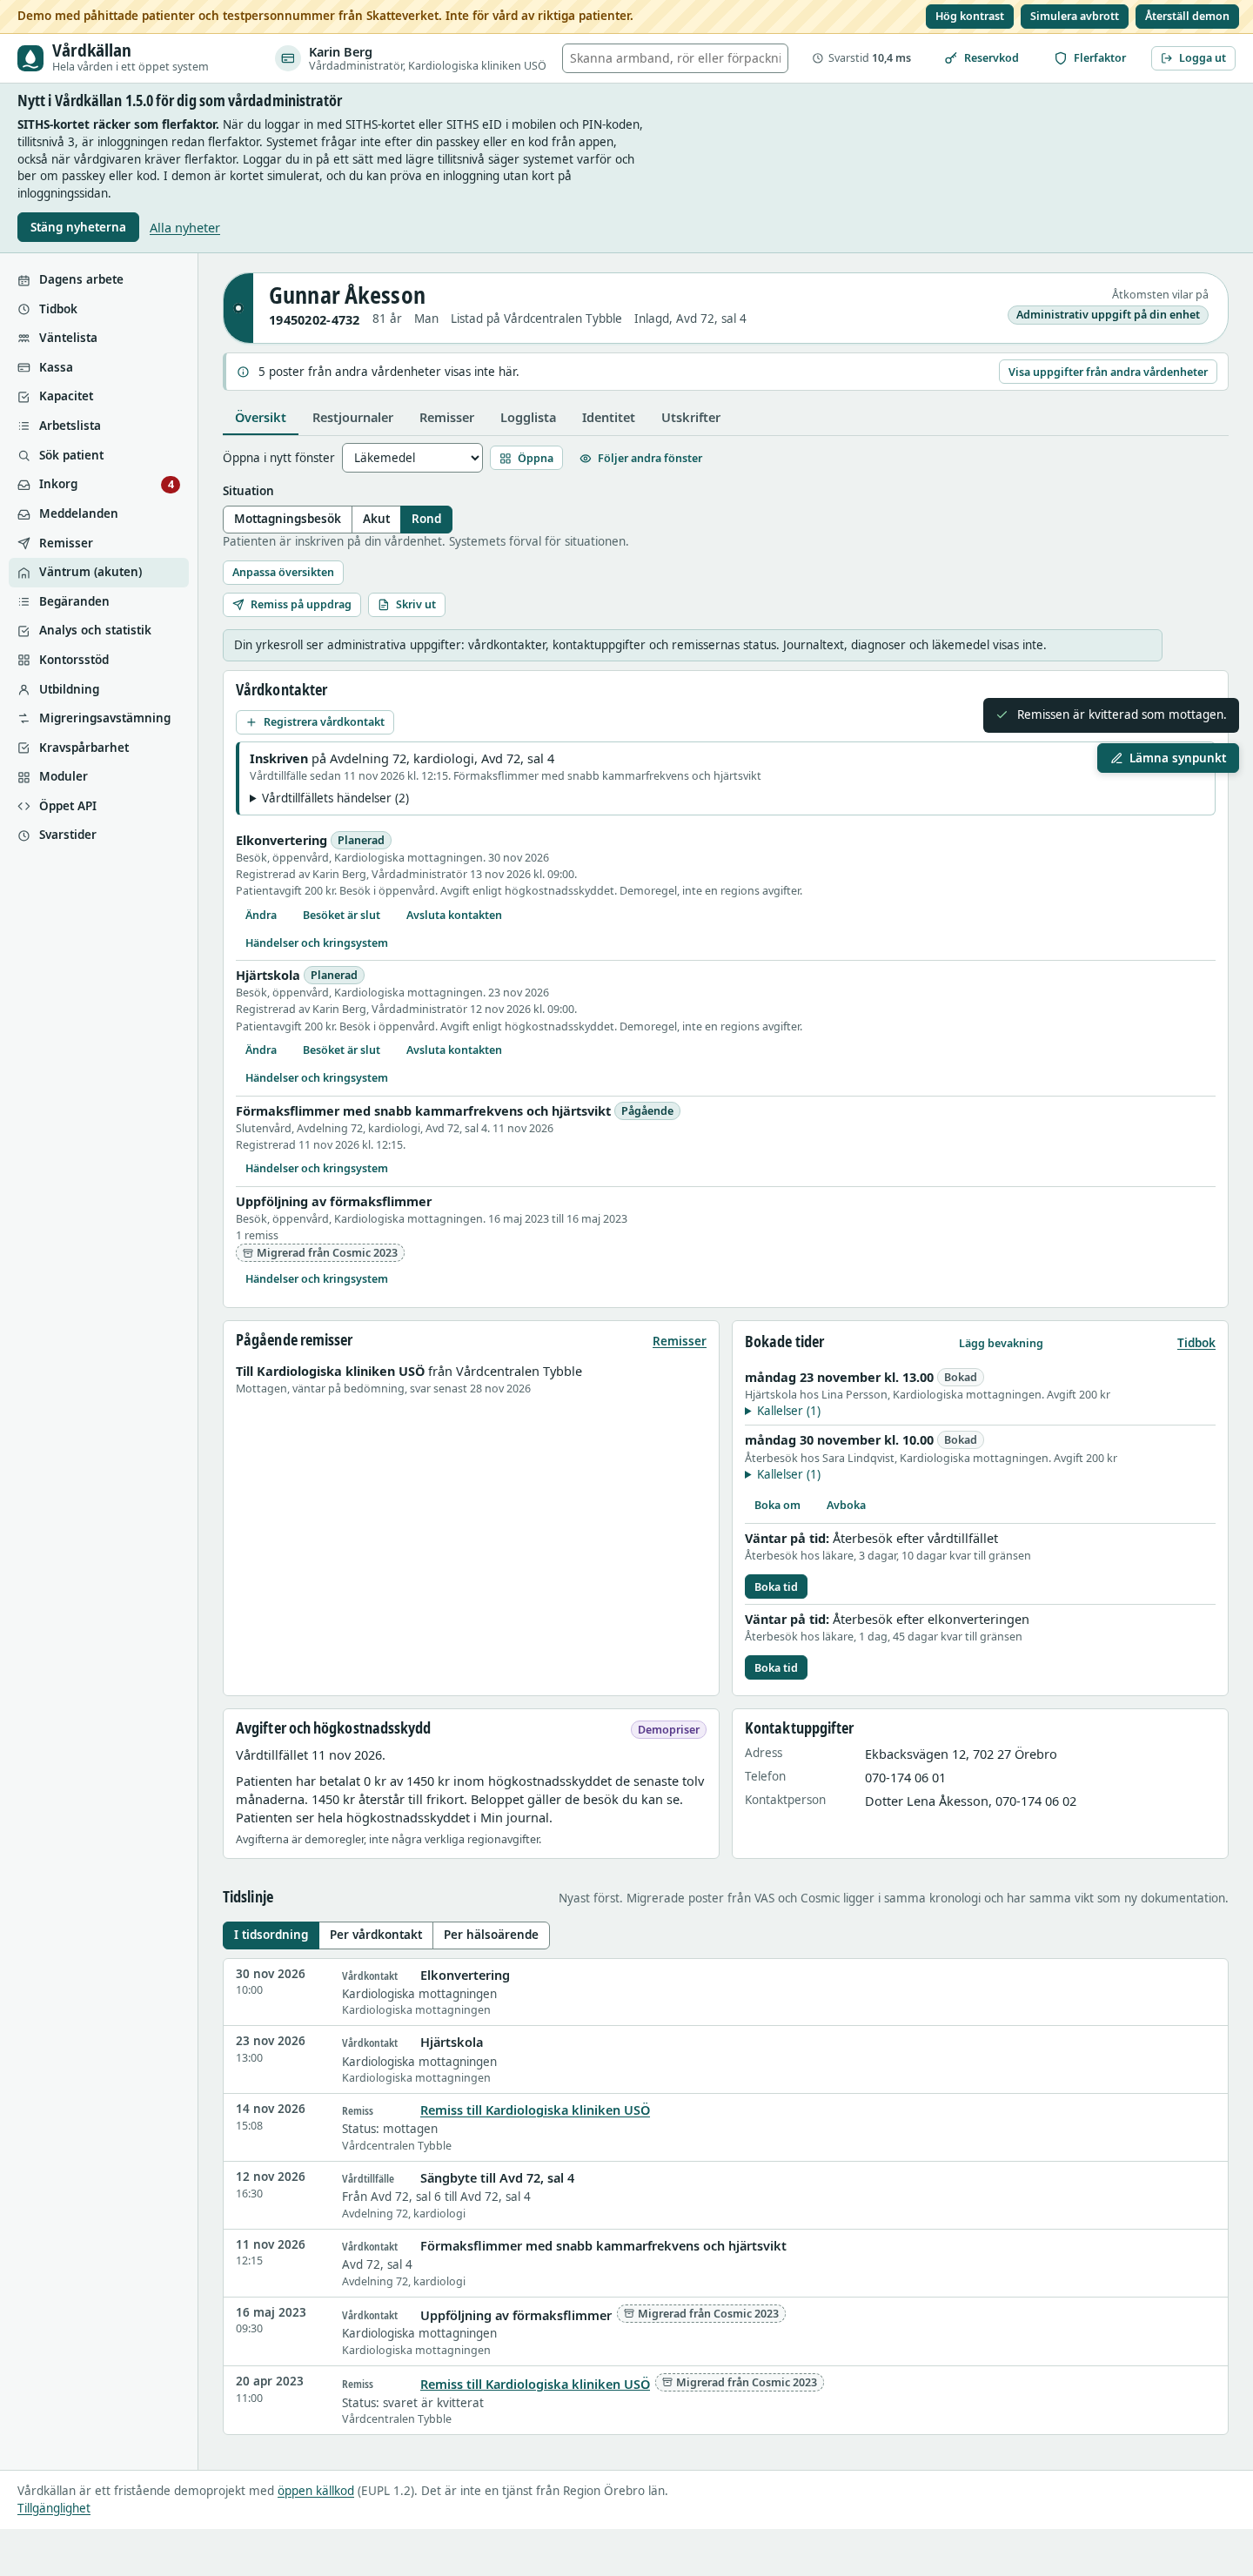 Demo med påhittade patienter och testpersonnummer från Skatteverket. Inte för vård av riktiga patienter.
Hög kontrast
Simulera avbrott
Återställ demon
Vårdkällan
Hela vården i ett öppet system
Karin Berg
Vårdadministratör, Kardiologiska kliniken USÖ
Skanna armband, rör eller förpackni
Svarstid 10,4 ms
Reservkod
Flerfaktor
Logga ut
Nytt i Vårdkällan 1.5.0 för dig som vårdadministratör
SITHS-kortet räcker som flerfaktor. När du loggar in med SITHS-kortet eller SITHS eID i mobilen och PIN-koden,
tillitsnivå 3, är inloggningen redan flerfaktor. Systemet frågar inte efter din passkey eller en kod från appen,
också när vårdgivaren kräver flerfaktor. Loggar du in på ett sätt med lägre tillitsnivå säger systemet varför och
ber om passkey eller kod. I demon är kortet simulerat, och du kan pröva en inloggning utan kort på
inloggningssidan.
Stäng nyheterna
Alla nyheter
Dagens arbete
Tidbok
Väntelista
Kassa
Kapacitet
Arbetslista
Sök patient
Inkorg
4
Meddelanden
Remisser
Väntrum (akuten)
Begäranden
Analys och statistik
Kontorsstöd
Utbildning
Migreringsavstämning
Kravspårbarhet
Moduler
Öppet API
Svarstider
Gunnar Åkesson
19450202-4732 81 år Man Listad på Vårdcentralen Tybble Inlagd, Avd 72, sal 4
Åtkomsten vilar på
Administrativ uppgift på din enhet
5 poster från andra vårdenheter visas inte här.
Visa uppgifter från andra vårdenheter
Översikt
Restjournaler
Remisser
Logglista
Identitet
Utskrifter
Öppna i nytt fönster
Läkemedel
Öppna
Följer andra fönster
Situation
Mottagningsbesök
Akut
Rond
Patienten är inskriven på din vårdenhet. Systemets förval för situationen.
Anpassa översikten
Remiss på uppdrag
Skriv ut
Din yrkesroll ser administrativa uppgifter: vårdkontakter, kontaktuppgifter och remissernas status. Journaltext, diagnoser och läkemedel visas inte.
Vårdkontakter
Registrera vårdkontakt
Remissen är kvitterad som mottagen.
Lämna synpunkt
Inskriven på Avdelning 72, kardiologi, Avd 72, sal 4
Vårdtillfälle sedan 11 nov 2026 kl. 12:15. Förmaksflimmer med snabb kammarfrekvens och hjärtsvikt
Vårdtillfällets händelser (2)
Elkonvertering Planerad
Besök, öppenvård, Kardiologiska mottagningen. 30 nov 2026
Registrerad av Karin Berg, Vårdadministratör 13 nov 2026 kl. 09:00.
Patientavgift 200 kr. Besök i öppenvård. Avgift enligt högkostnadsskyddet. Demoregel, inte en regions avgifter.
Ändra
Besöket är slut
Avsluta kontakten
Händelser och kringsystem
Hjärtskola Planerad
Besök, öppenvård, Kardiologiska mottagningen. 23 nov 2026
Registrerad av Karin Berg, Vårdadministratör 12 nov 2026 kl. 09:00.
Patientavgift 200 kr. Besök i öppenvård. Avgift enligt högkostnadsskyddet. Demoregel, inte en regions avgifter.
Ändra
Besöket är slut
Avsluta kontakten
Händelser och kringsystem
Förmaksflimmer med snabb kammarfrekvens och hjärtsvikt Pågående
Slutenvård, Avdelning 72, kardiologi, Avd 72, sal 4. 11 nov 2026
Registrerad 11 nov 2026 kl. 12:15.
Händelser och kringsystem
Uppföljning av förmaksflimmer
Besök, öppenvård, Kardiologiska mottagningen. 16 maj 2023 till 16 maj 2023
1 remiss
Migrerad från Cosmic 2023
Händelser och kringsystem
Pågående remisser
Remisser
Till Kardiologiska kliniken USÖ från Vårdcentralen Tybble
Mottagen, väntar på bedömning, svar senast 28 nov 2026
Bokade tider
Lägg bevakning
Tidbok
måndag 23 november kl. 13.00 Bokad
Hjärtskola hos Lina Persson, Kardiologiska mottagningen. Avgift 200 kr
Kallelser (1)
måndag 30 november kl. 10.00 Bokad
Återbesök hos Sara Lindqvist, Kardiologiska mottagningen. Avgift 200 kr
Kallelser (1)
Boka om
Avboka
Väntar på tid: Återbesök efter vårdtillfället
Återbesök hos läkare, 3 dagar, 10 dagar kvar till gränsen
Boka tid
Väntar på tid: Återbesök efter elkonverteringen
Återbesök hos läkare, 1 dag, 45 dagar kvar till gränsen
Boka tid
Avgifter och högkostnadsskydd
Demopriser
Vårdtillfället 11 nov 2026.
Patienten har betalat 0 kr av 1450 kr inom högkostnadsskyddet de senaste tolv
månaderna. 1450 kr återstår till frikort. Beloppet gäller de besök du kan se.
Patienten ser hela högkostnadsskyddet i Min journal.
Avgifterna är demoregler, inte några verkliga regionavgifter.
Kontaktuppgifter
Adress Ekbacksvägen 12, 702 27 Örebro
Telefon 070-174 06 01
Kontaktperson Dotter Lena Åkesson, 070-174 06 02
Tidslinje
Nyast först. Migrerade poster från VAS och Cosmic ligger i samma kronologi och har samma vikt som ny dokumentation.
I tidsordning
Per vårdkontakt
Per hälsoärende
30 nov 2026
10:00
Vårdkontakt Elkonvertering
Kardiologiska mottagningen
Kardiologiska mottagningen
23 nov 2026
13:00
Vårdkontakt Hjärtskola
Kardiologiska mottagningen
Kardiologiska mottagningen
14 nov 2026
15:08
Remiss Remiss till Kardiologiska kliniken USÖ
Status: mottagen
Vårdcentralen Tybble
12 nov 2026
16:30
Vårdtillfälle Sängbyte till Avd 72, sal 4
Från Avd 72, sal 6 till Avd 72, sal 4
Avdelning 72, kardiologi
11 nov 2026
12:15
Vårdkontakt Förmaksflimmer med snabb kammarfrekvens och hjärtsvikt
Avd 72, sal 4
Avdelning 72, kardiologi
16 maj 2023
09:30
Vårdkontakt Uppföljning av förmaksflimmer Migrerad från Cosmic 2023
Kardiologiska mottagningen
Kardiologiska mottagningen
20 apr 2023
11:00
Remiss Remiss till Kardiologiska kliniken USÖ Migrerad från Cosmic 2023
Status: svaret är kvitterat
Vårdcentralen Tybble
Vårdkällan är ett fristående demoprojekt med öppen källkod (EUPL 1.2). Det är inte en tjänst från Region Örebro län.
Tillgänglighet